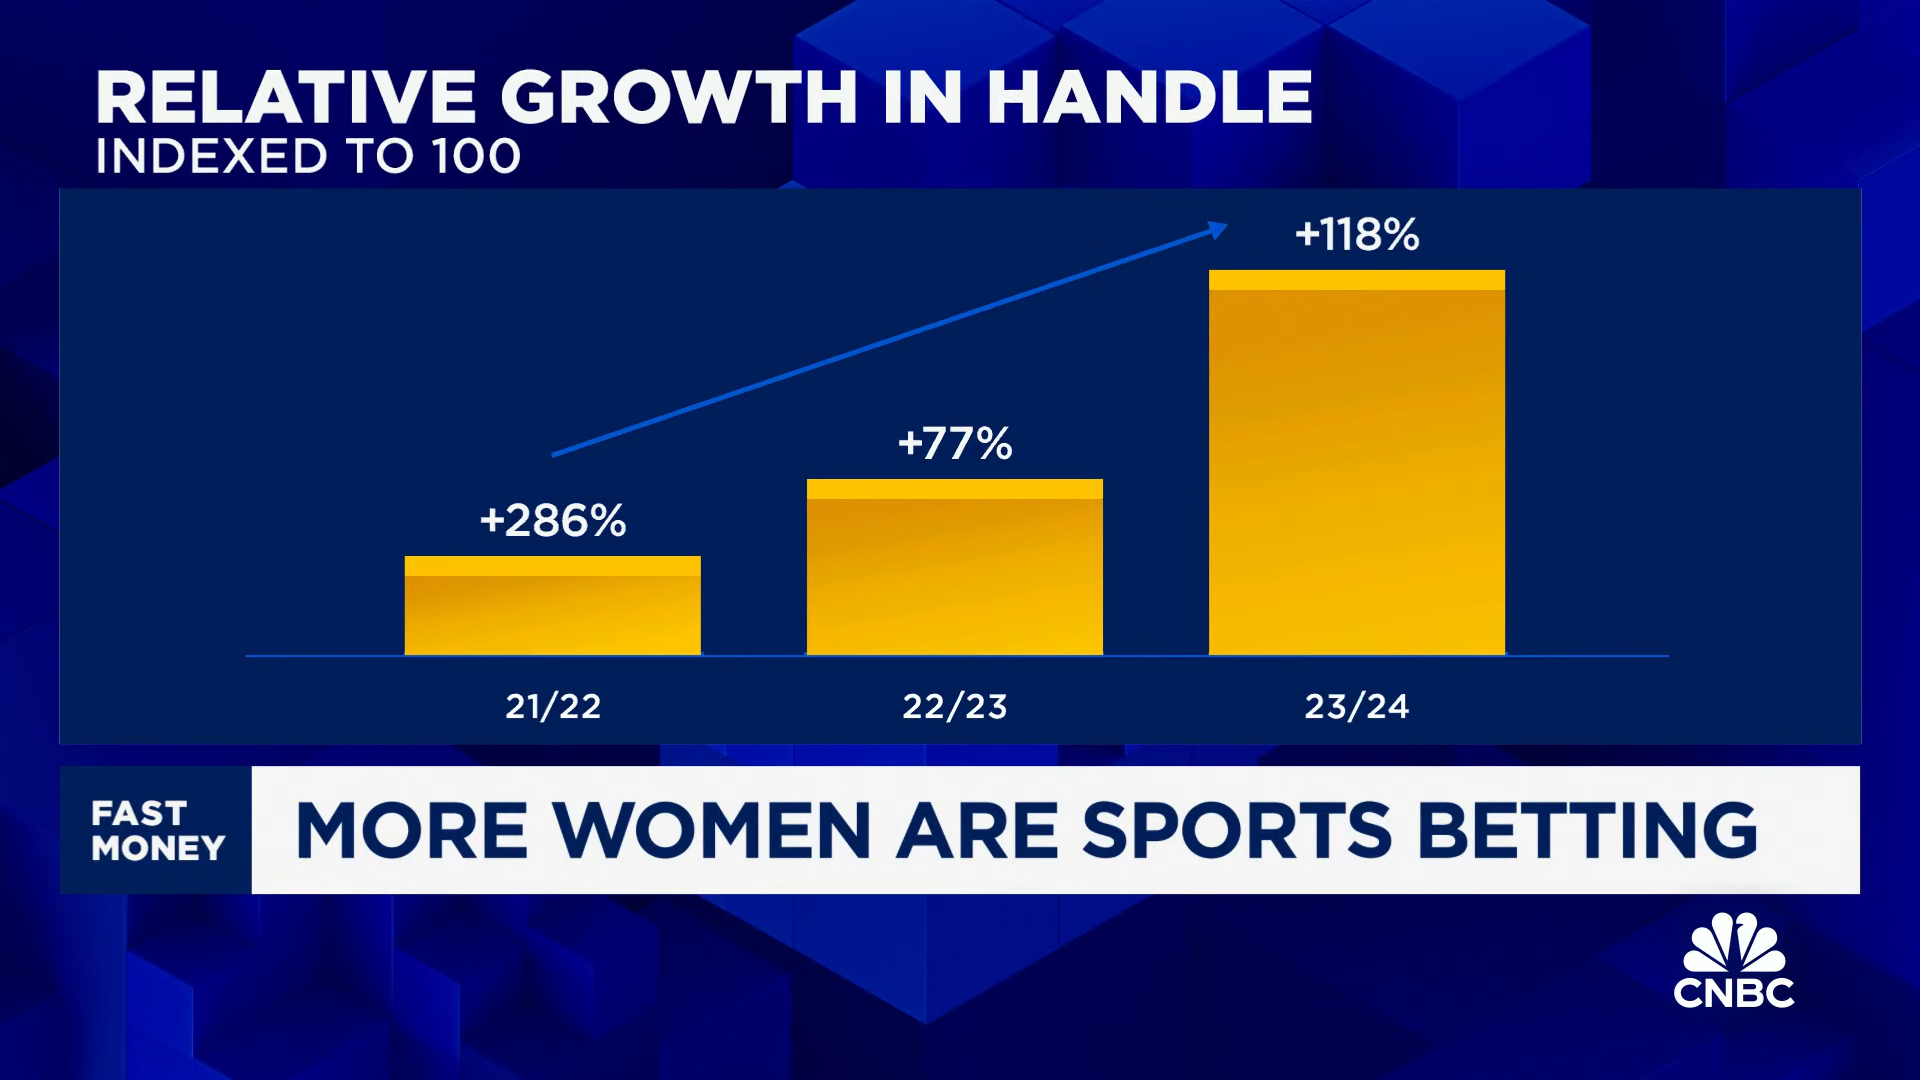 RELATIVE GROWTH IN HANDLE
INDEXED TO 100
+286%
+77%
+118%
21/22
22/23
23/24
FAST
MONEY
MORE WOMEN ARE SPORTS BETTING
CNBC